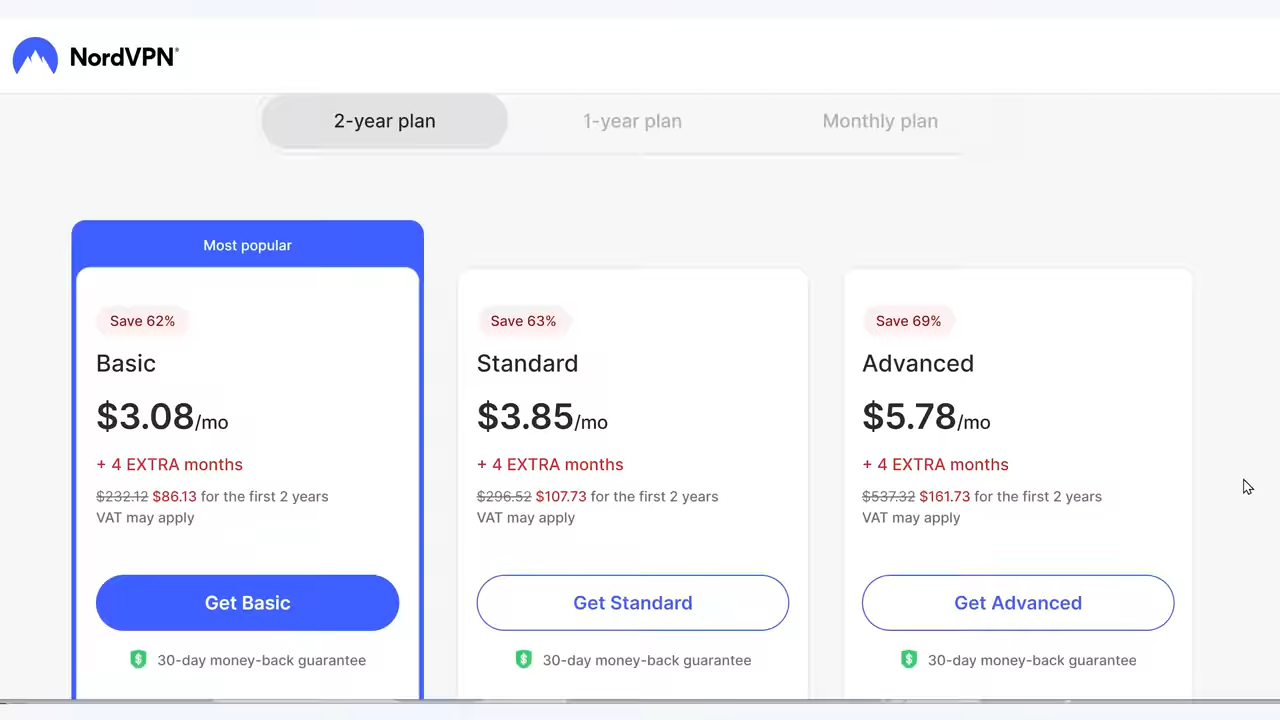 NordVPN®
2-year plan
1-year plan
Monthly plan
Most popular
Save 62%
Basic
$3.08/mo
+ 4 EXTRA months
$232.12 $86.13 for the first 2 years
VAT may apply
Get Basic
30-day money-back guarantee
Save 63%
Standard
$3.85/mo
+ 4 EXTRA months
$296.52 $107.73 for the first 2 years
VAT may apply
Get Standard
30-day money-back guarantee
Save 69%
Advanced
$5.78/mo
+ 4 EXTRA months
$537.32 $161.73 for the first 2 years
VAT may apply
Get Advanced
30-day money-back guarantee